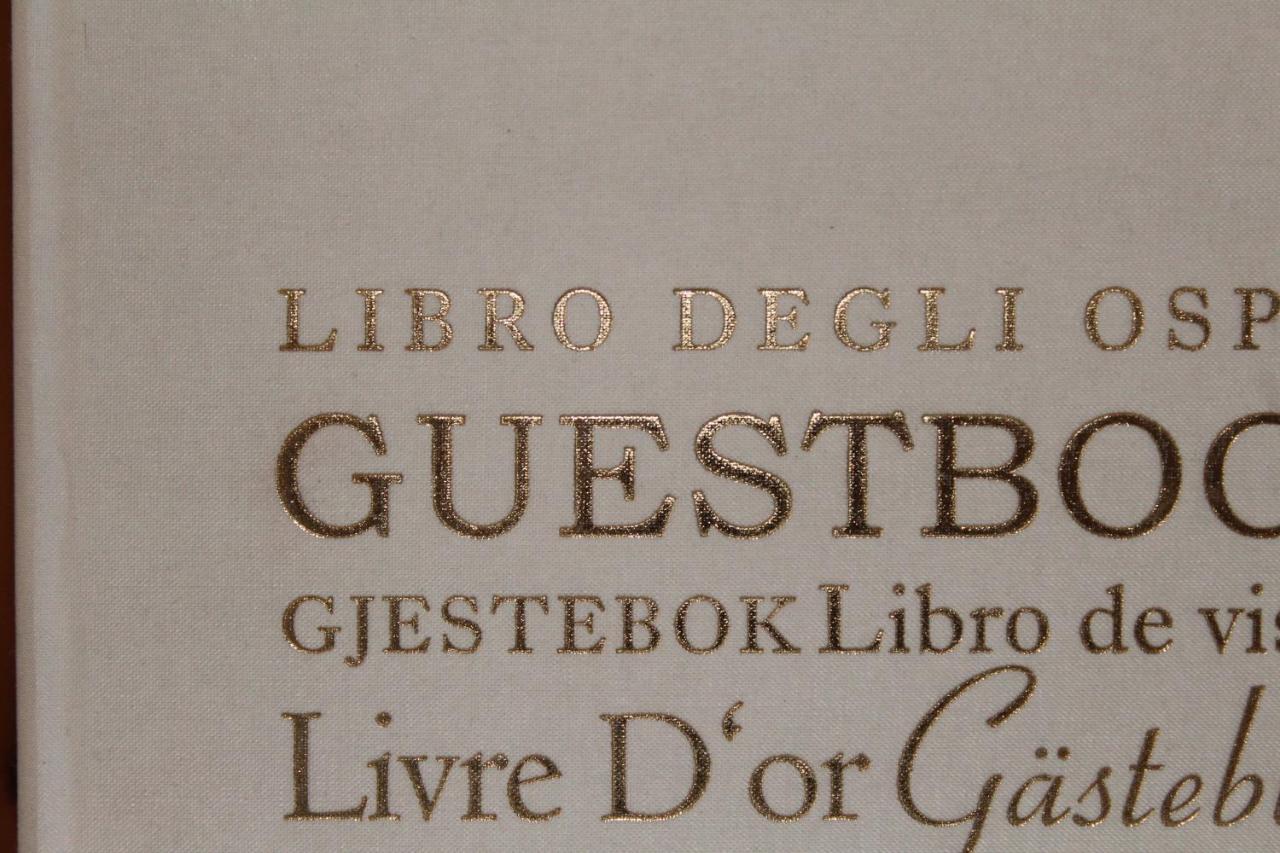 LIBRO DEGLI OSP
GUESTBOO
GJESTEBOK Libro de vis
Livre D‘or Gästeb